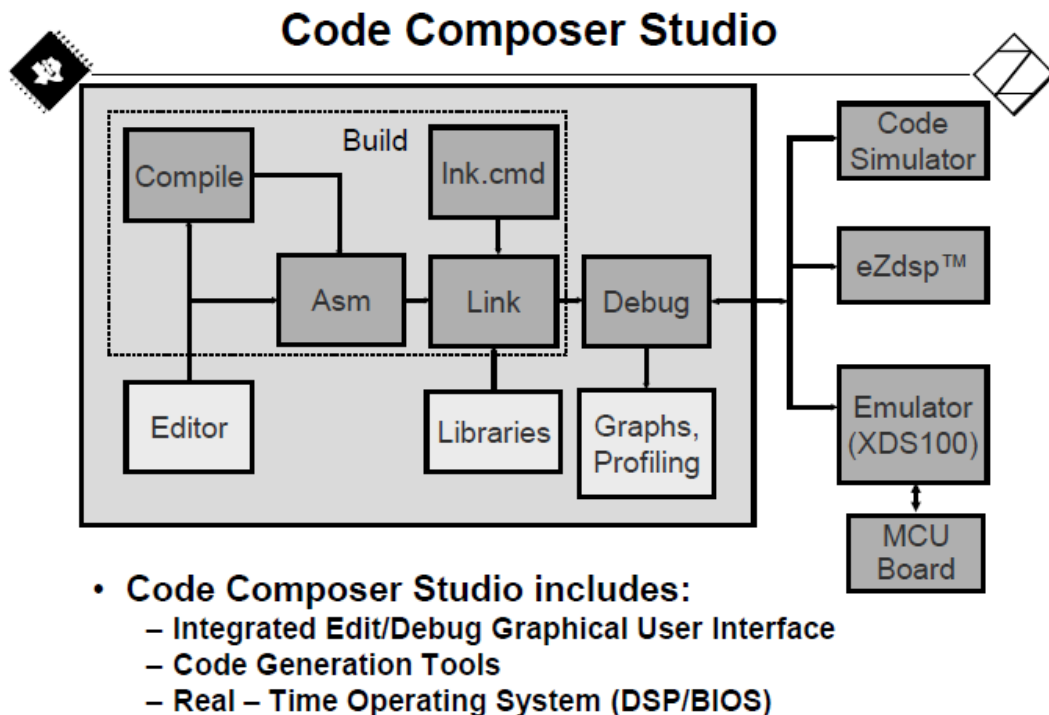 Code Composer Studio
Build
Compile
lnk.cmd
Asm
Link
Debug
Editor
Libraries
Graphs,
Profiling
Code
Simulator
eZdsp™
Emulator
(XDS100)
MCU
Board
• Code Composer Studio includes:
– Integrated Edit/Debug Graphical User Interface
– Code Generation Tools
– Real – Time Operating System (DSP/BIOS)